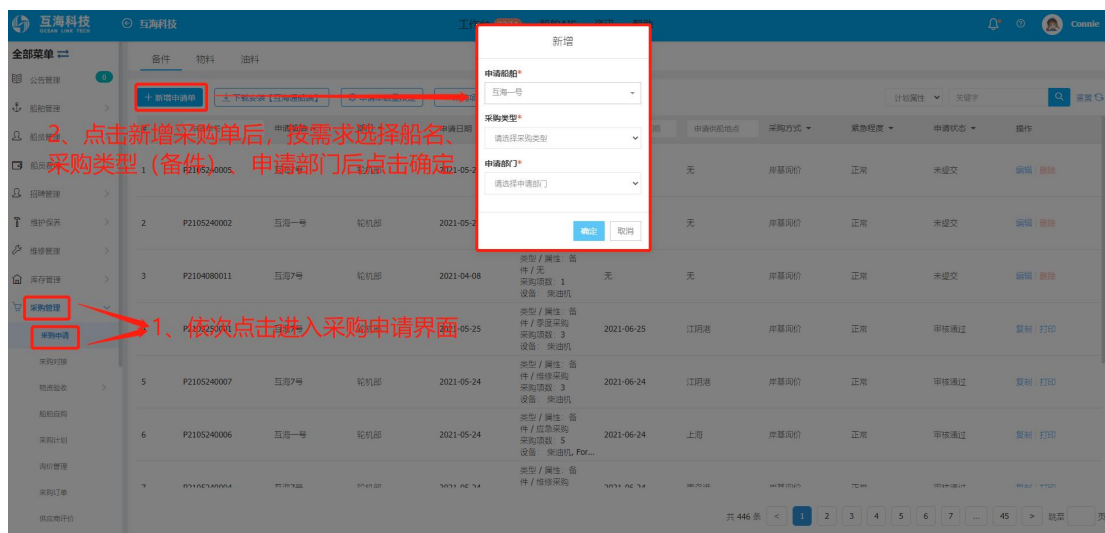 互海科技
OCEAN LINK TECH
互海科技
Connie
全部菜单
公告管理
0
船舶管理
招聘管理
维护保养
维修管理
库存管理
采购管理
采购申请
采购对接
物资验收
船舶自购
采购计划
询价管理
采购订单
供应商评价
备件 物料 油料
+ 新增申请单
计划属性 关键字 重置
申请供船地点 采购方式 紧急程度 申请状态 操作
新增
申请船舶*
互海一号
采购类型*
请选择采购类型
申请部门*
请选择申请部门
确定 取消
2、点击新增采购单后，按需求选择船名、
采购类型（备件）、申请部门后点击确定
1、依次点击进入采购申请界面
1 P2105240005 无 岸基询价 正常 未提交 编辑 删除
2 P2105240002 互海一号 轮机部 无 岸基询价 正常 未提交 编辑 删除
类型 / 属性：备
件 / 无
采购项数：1
设备：柴油机
3 P2104080011 互海7号 轮机部 2021-04-08 无 无 岸基询价 正常 未提交 编辑 删除
类型 / 属性：备
件 / 季度采购
采购项数：3
设备：柴油机
2021-05-25 2021-06-25 江阴港 岸基询价 正常 审核通过 复制 打印
类型 / 属性：备
件 / 维修采购
采购项数：3
设备：柴油机
5 P2105240007 互海7号 轮机部 2021-05-24 2021-06-24 江阴港 岸基询价 正常 审核通过 复制 打印
类型 / 属性：备
件 / 应急采购
采购项数：5
设备：柴油机, For...
6 P2105240006 互海一号 轮机部 2021-05-24 2021-06-24 上海 岸基询价 正常 审核通过 复制 打印
类型 / 属性：备
件 / 维修采购
共 446 条 < 1 2 3 4 5 6 7 ... 45 > 跳至 页